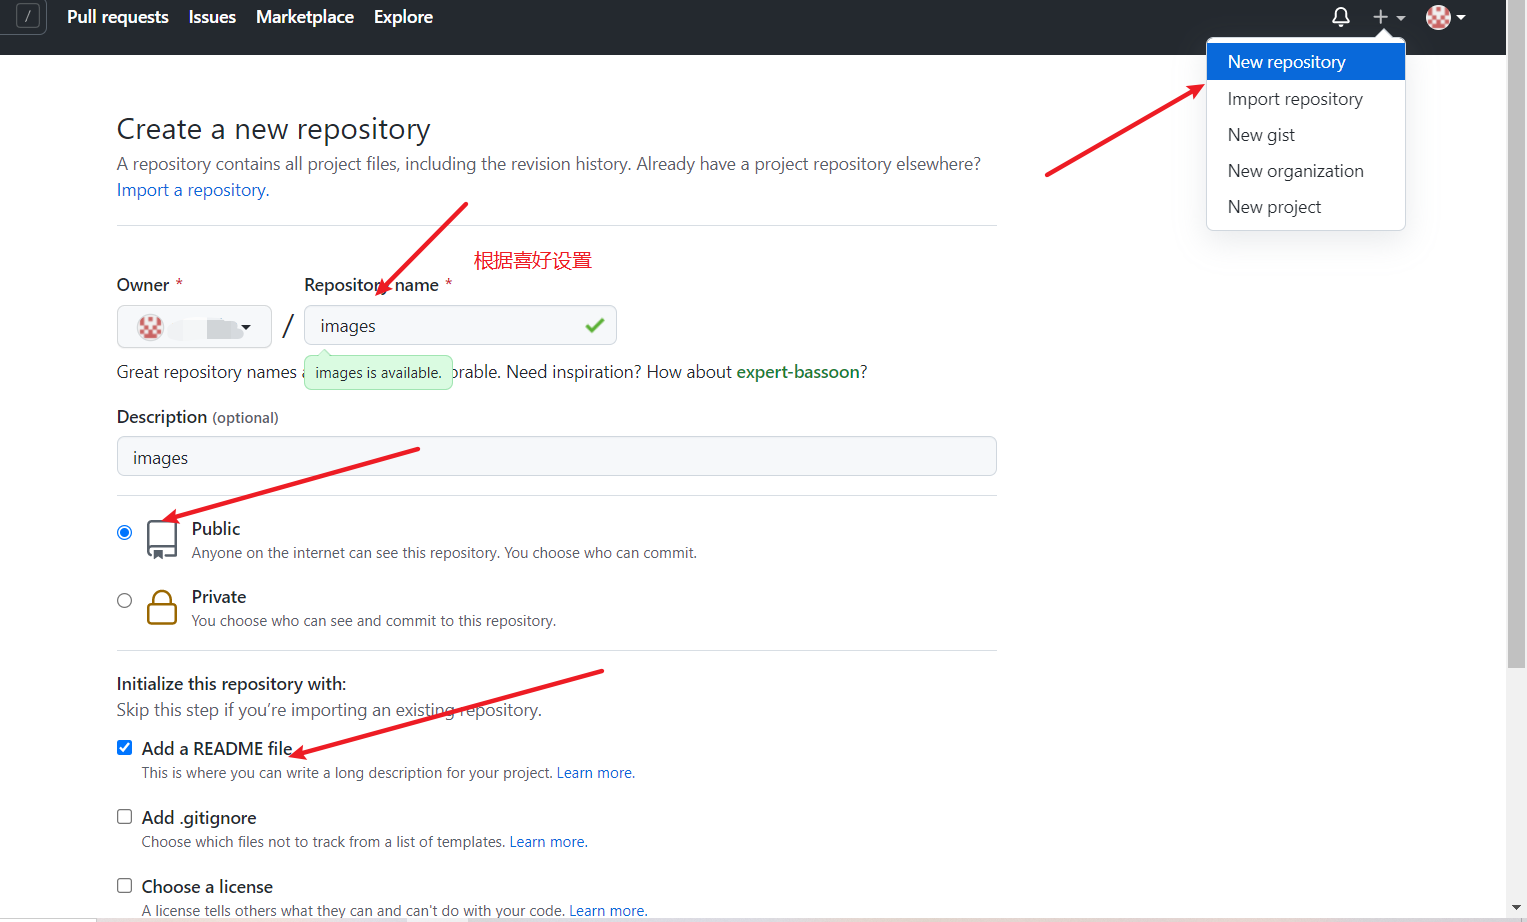 / Pull requests Issues Marketplace Explore
New repository
Import repository
New gist
New organization
New project
Create a new repository
A repository contains all project files, including the revision history. Already have a project repository elsewhere?
Import a repository.
根据喜好设置
Owner * Repository name *
/ images
images is available.
Great repository names orable. Need inspiration? How about expert-bassoon?
Description (optional)
images
Public
Anyone on the internet can see this repository. You choose who can commit.
Private
You choose who can see and commit to this repository.
Initialize this repository with:
Skip this step if you're importing an existing repository.
Add a README file
This is where you can write a long description for your project. Learn more.
Add .gitignore
Choose which files not to track from a list of templates. Learn more.
Choose a license
A license tells others what they can and can't do with your code. Learn more.